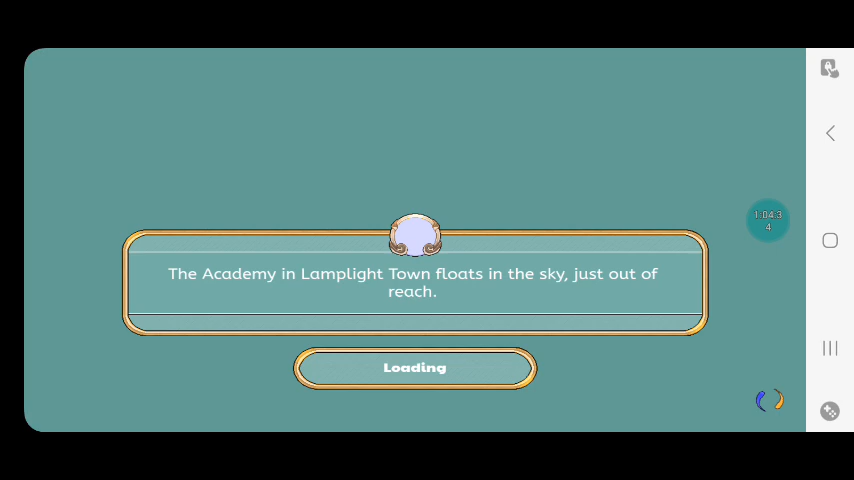 The Academy in Lamplight Town floats in the sky, just out of
reach.
Loading
1:04:3
4